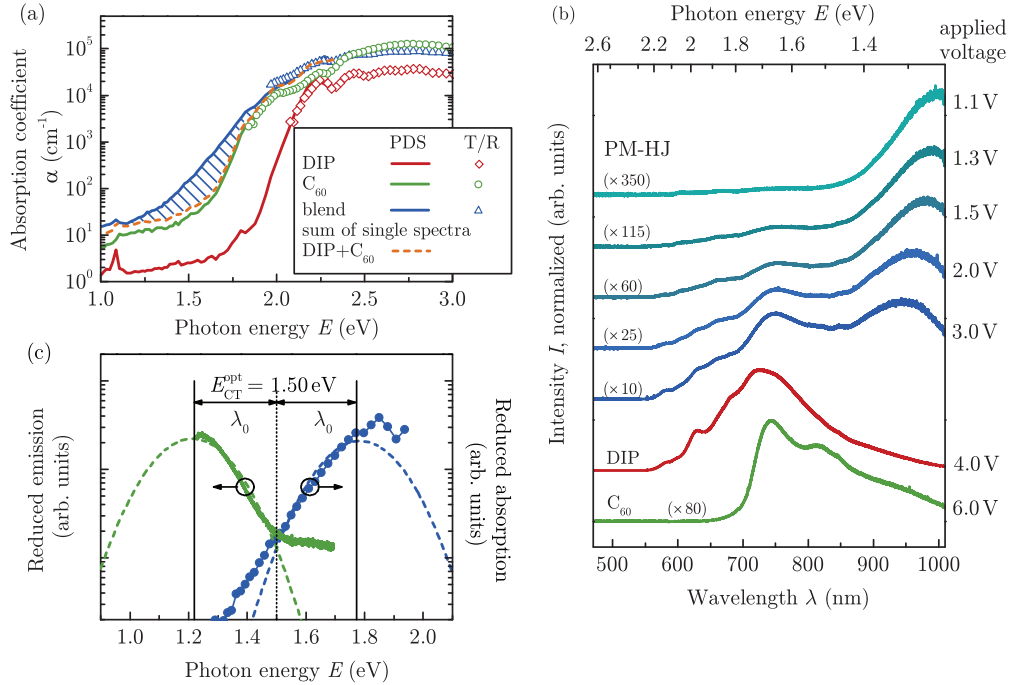 (a)
Absorption coefficient
α (cm⁻¹)
10⁵
10⁴
10³
10²
10¹
10⁰
PDS T/R
DIP
C₆₀
blend
sum of single spectra
DIP+C₆₀
1.0 1.5 2.0 2.5 3.0
Photon energy E (eV)
(b)
Photon energy E (eV)
2.6 2.2 2 1.8 1.6 1.4
applied
voltage
Intensity I, normalized (arb. units)
1.1 V
PM-HJ
(×350)
1.3 V
(×115)
1.5 V
(×60)
2.0 V
(×25)
3.0 V
(×10)
DIP
4.0 V
C₆₀ (×80)
6.0 V
500 600 700 800 900 1000
Wavelength λ (nm)
(c)
Reduced emission
(arb. units)
E_CT^opt = 1.50 eV
λ₀ λ₀
Reduced absorption
(arb. units)
1.0 1.2 1.4 1.6 1.8 2.0
Photon energy E (eV)